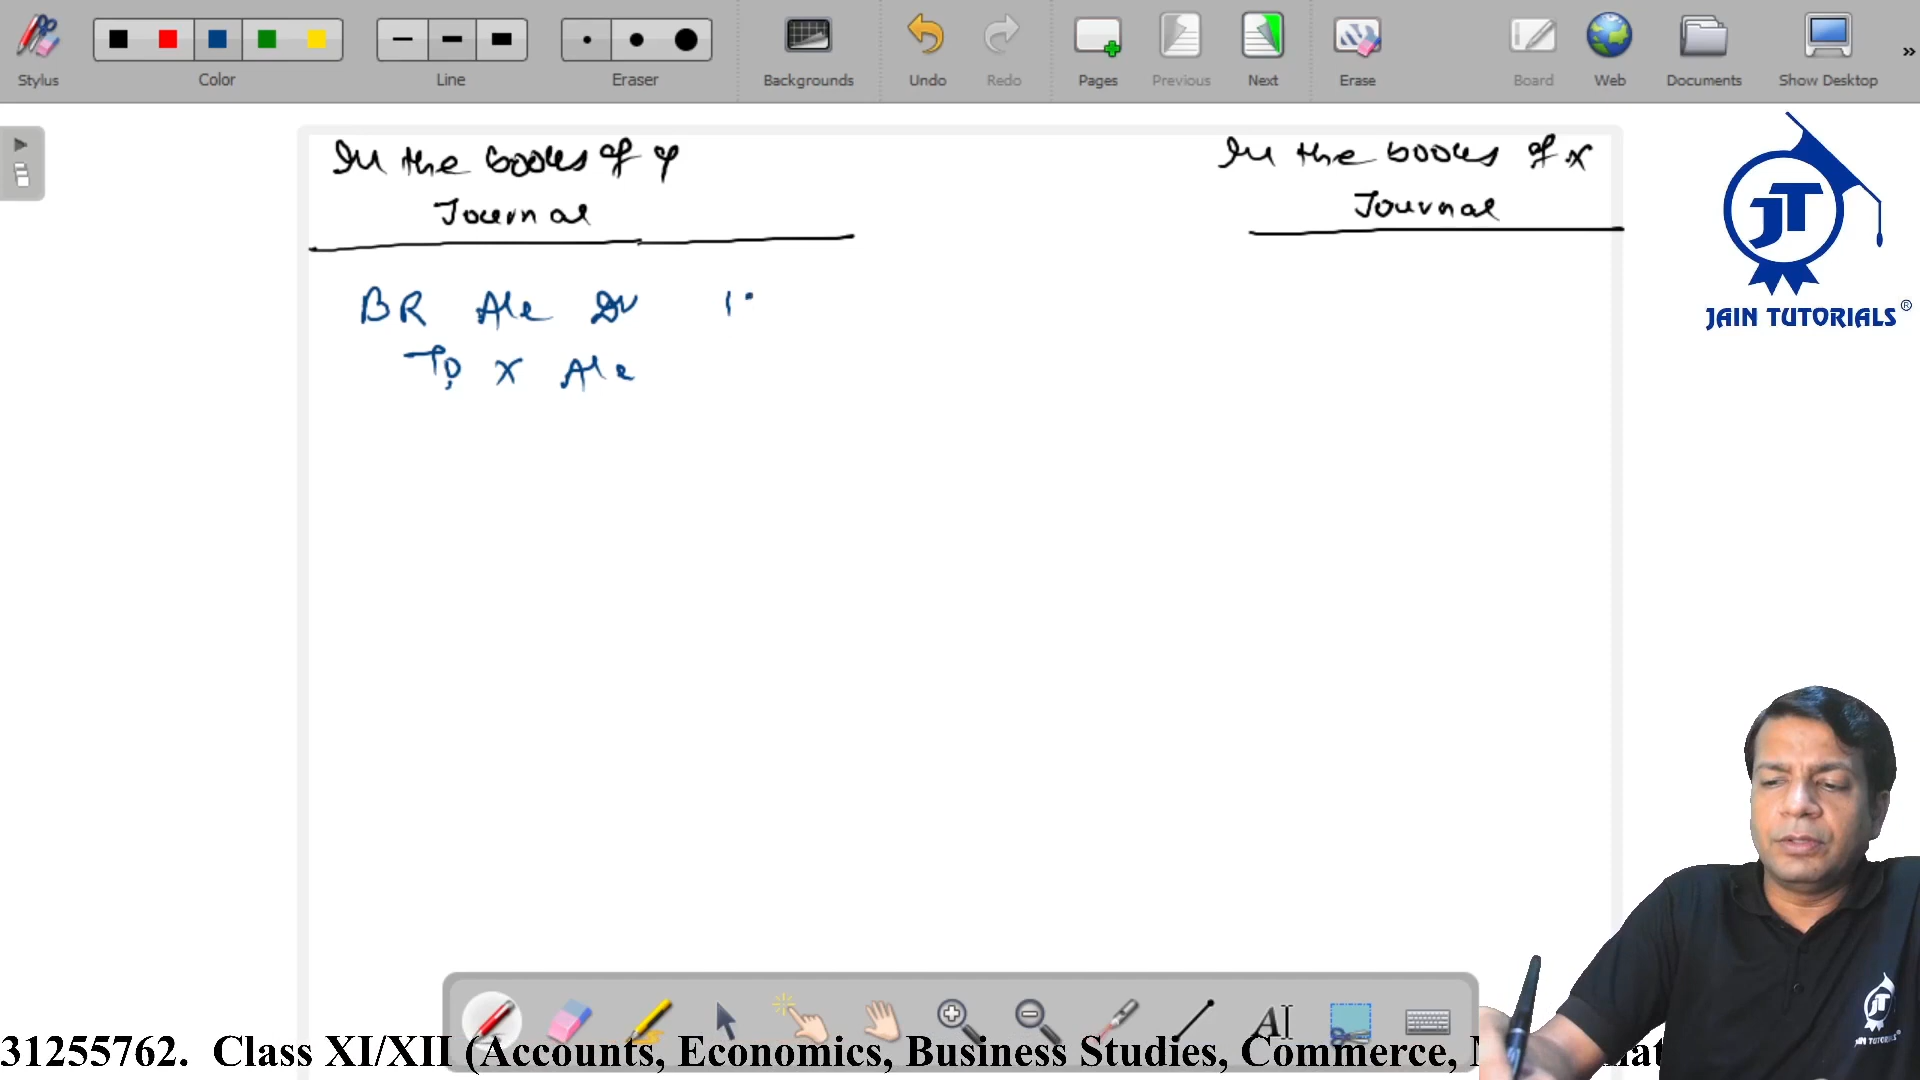 Stylus
Color
Line
Eraser
Backgrounds
Undo
Redo
Pages
Previous
Next
Erase
Board
Web
Documents
Show Desktop
»
In the books of Y
Journal
In the books of X
Journal
BR A/c Dr
To X A/c
JT
JAIN TUTORIALS®
31255762. Class XI/XII (Accounts, Economics, Business Studies, Commerce,